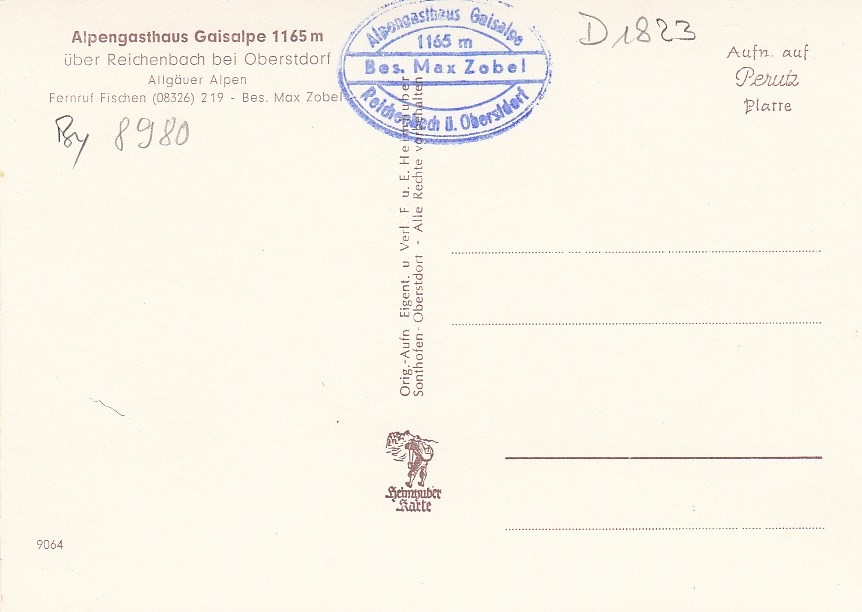 Alpengasthaus Gaisalpe 1165 m
über Reichenbach bei Oberstdorf
Allgäuer Alpen
Fernruf Fischen (08326) 219 - Bes. Max Zobel
By 8980
Alpengasthaus Gaisalpe
1165 m
Bes. Max Zobel
Reichenbach ü. Oberstdorf
D 1823
Aufn. auf
Perutz
Platte
Orig.-Aufn Eigent. u Verl. F u. E. Heimhuber
Sonthofen-Oberstdorf - Alle Rechte vorbehalten
Heimhuber
Karte
9064